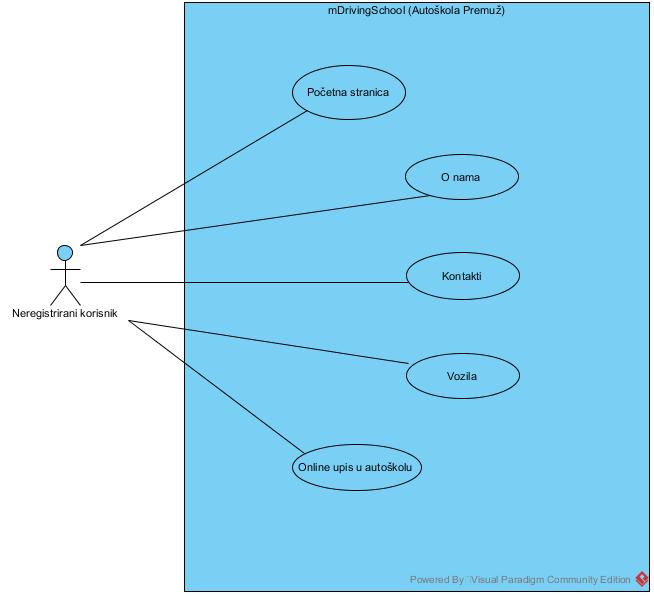 mDrivingSchool (Autoškola Premuž)
Početna stranica
O nama
Kontakti
Neregistrirani korisnik
Vozila
Online upis u autoškolu
Powered By Visual Paradigm Community Edition